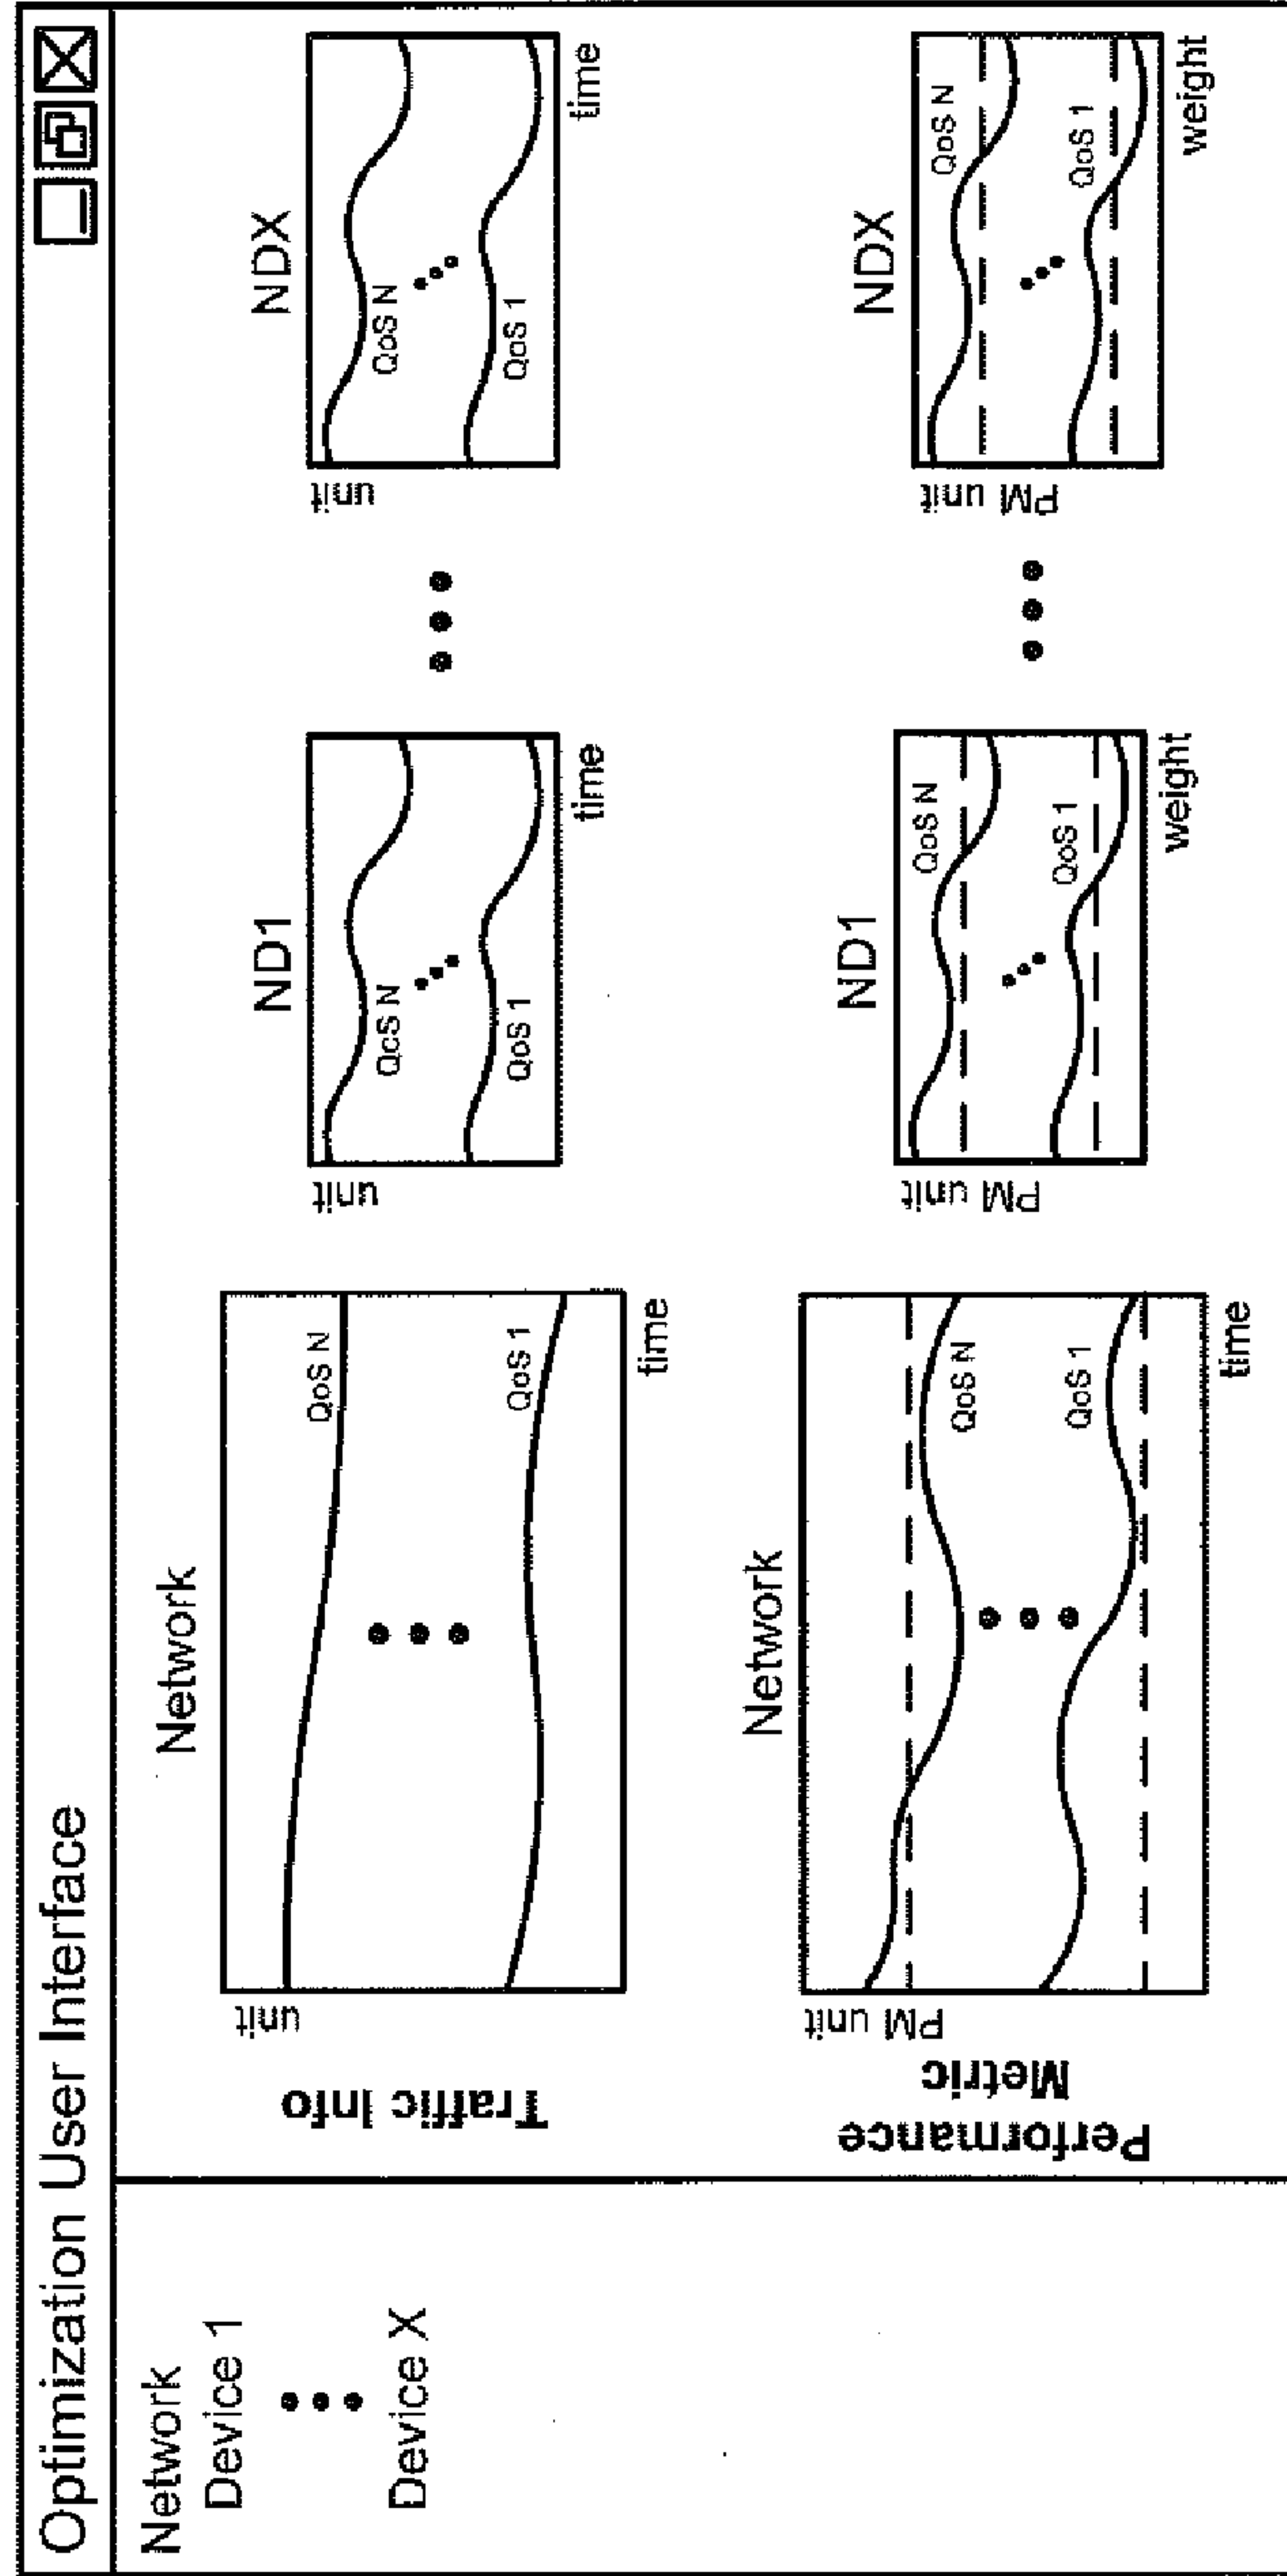 Optimization User Interface
Network
Device 1
Device X
Traffic Info
Network
unit
QoS N
QoS 1
time
ND1
unit
QcS N
QoS 1
time
NDX
unit
QoS N
QoS 1
time
Performance
Metric
Network
PM unit
QoS N
QoS 1
time
ND1
PM unit
QoS N
QoS 1
weight
NDX
PM unit
QoS N
QoS 1
weight